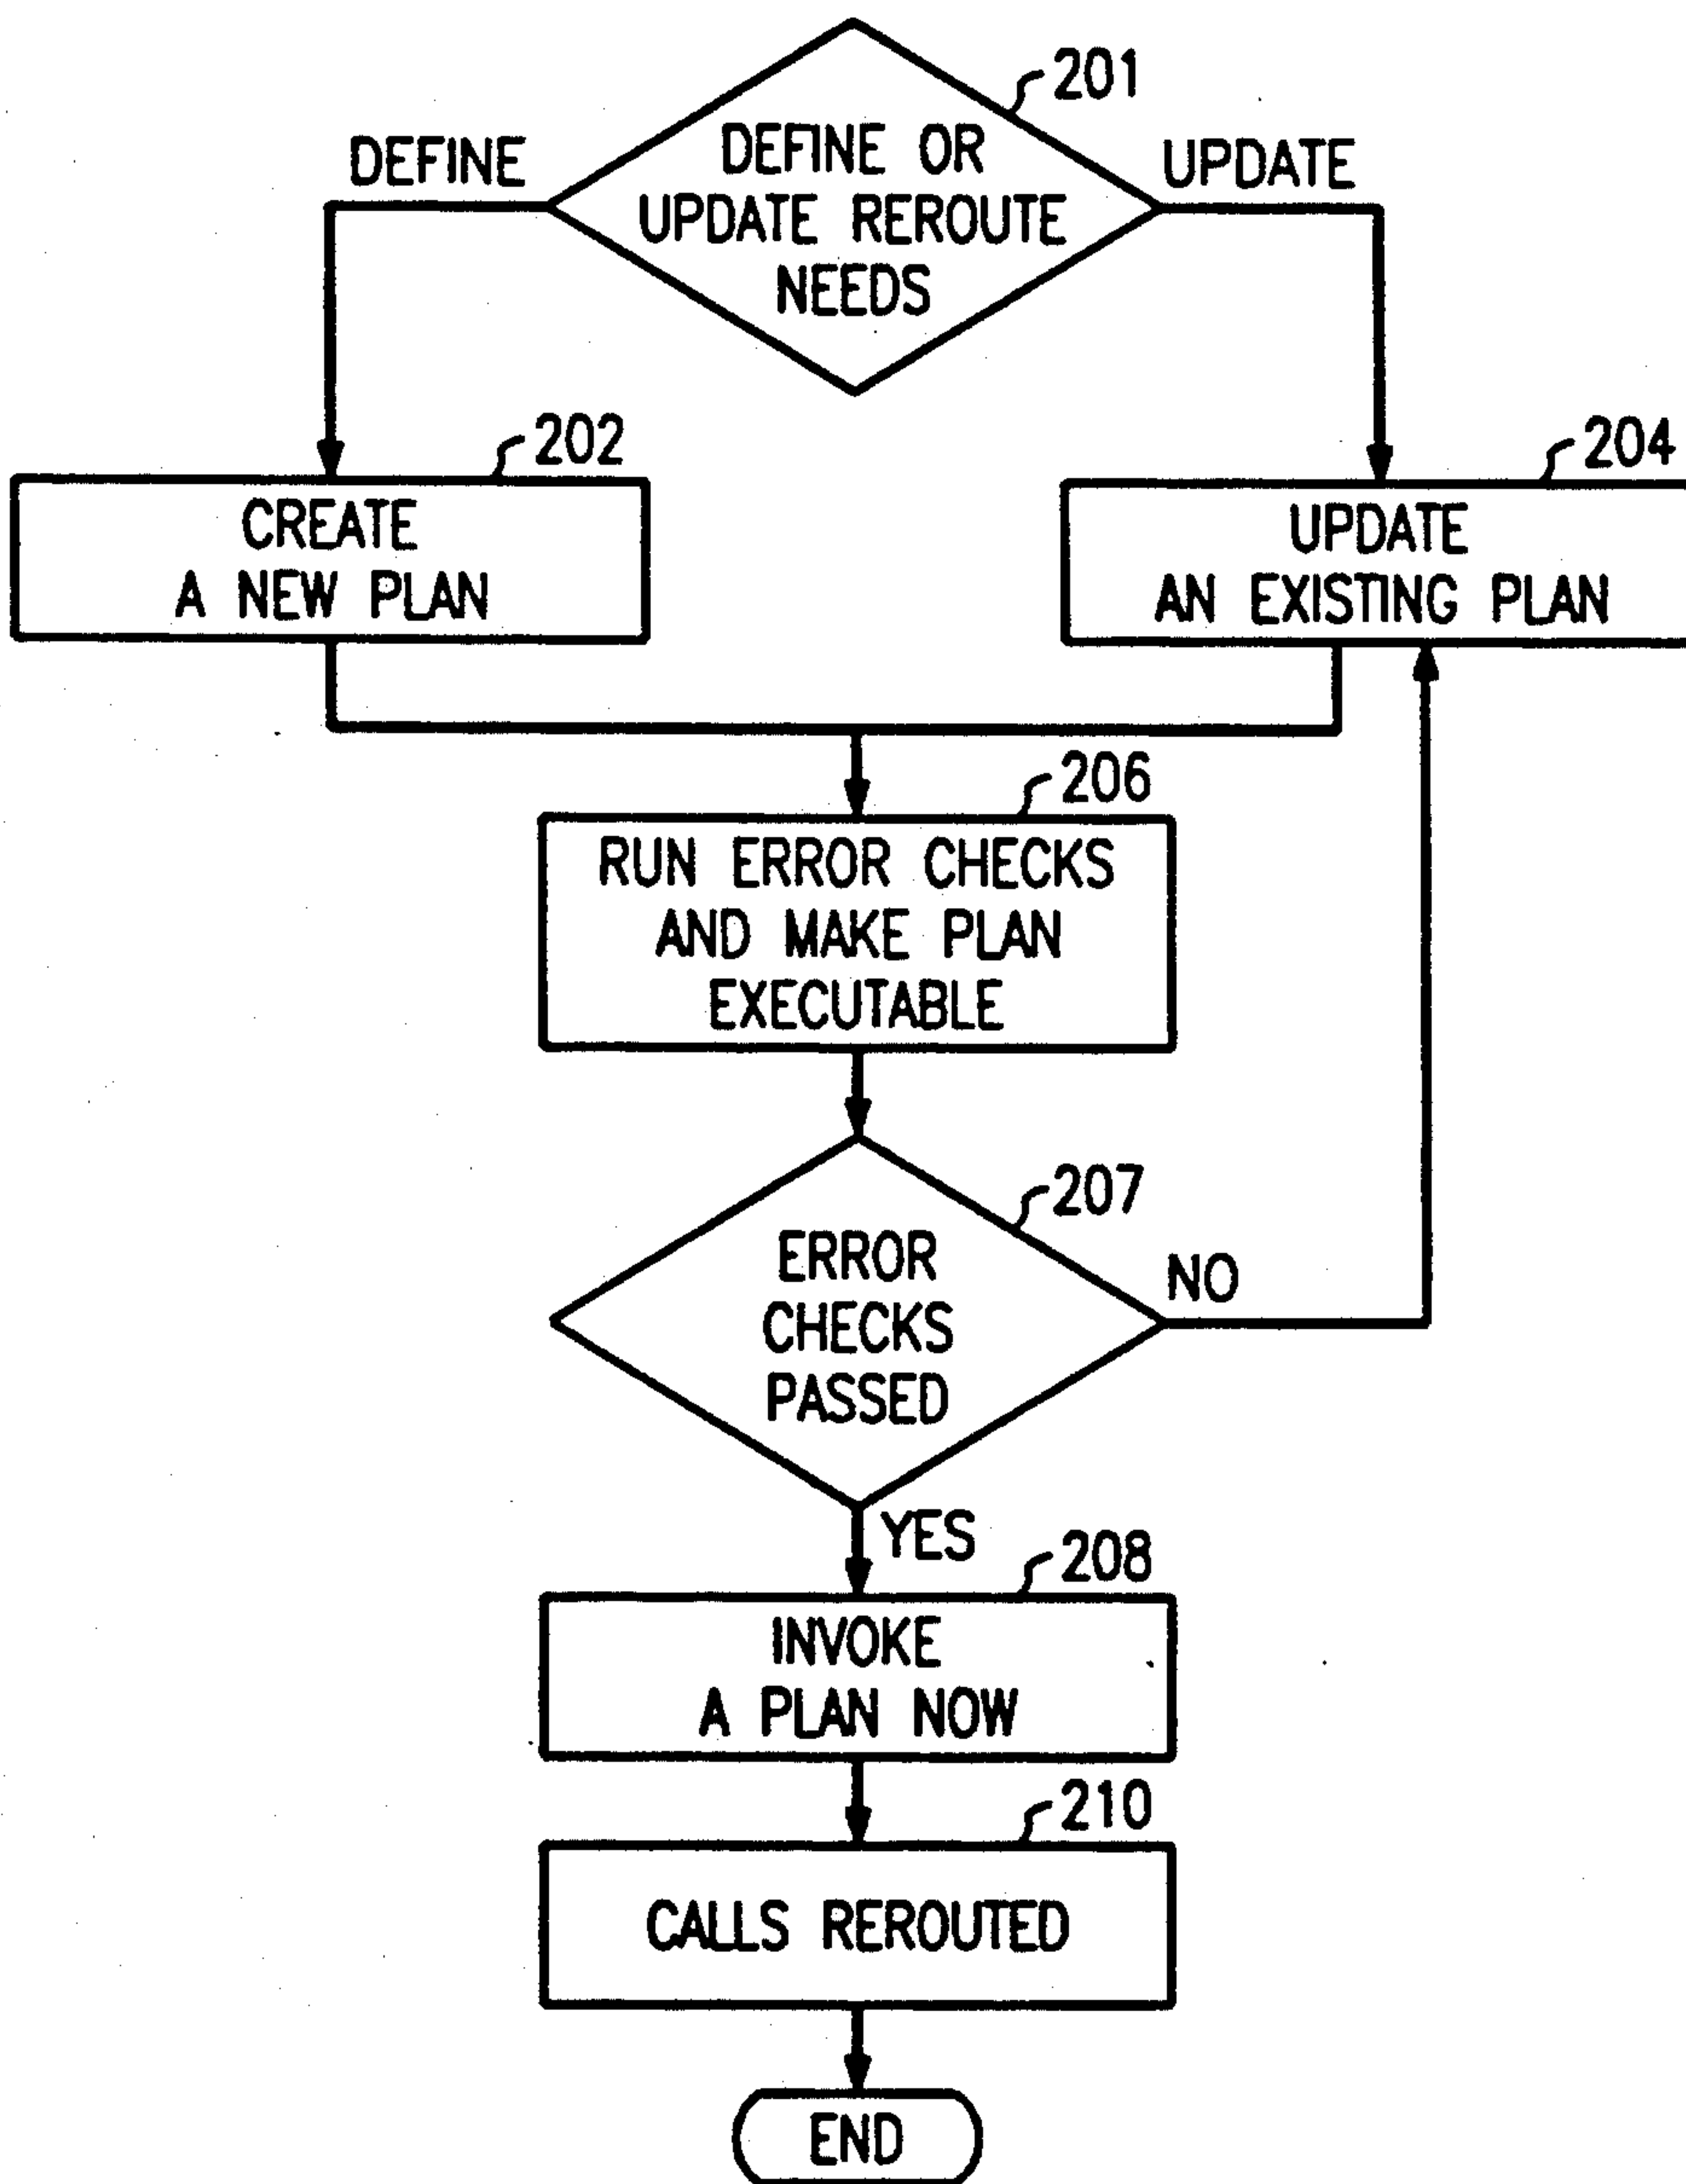 201
DEFINE OR
UPDATE REROUTE
NEEDS
DEFINE
UPDATE
202
CREATE
A NEW PLAN
204
UPDATE
AN EXISTING PLAN
206
RUN ERROR CHECKS
AND MAKE PLAN
EXECUTABLE
207
ERROR
CHECKS
PASSED
NO
YES
208
INVOKE
A PLAN NOW
210
CALLS REROUTED
END